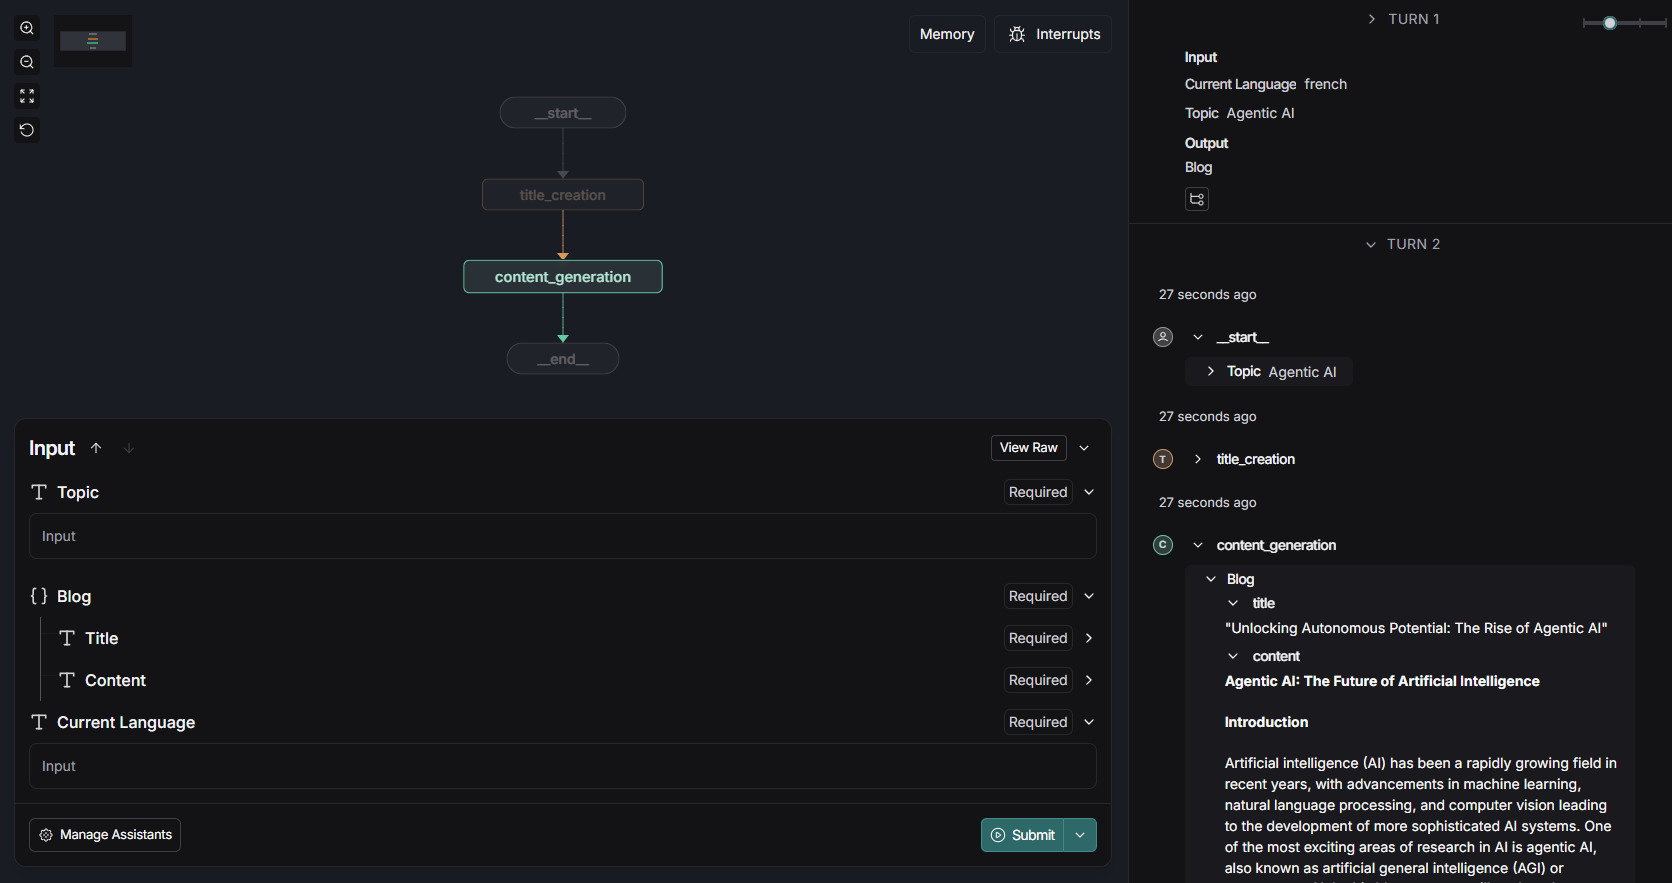 Memory
Interrupts
__start__
title_creation
content_generation
__end__
Input
View Raw
Topic
Required
Input
Blog
Required
Title
Required
Content
Required
Current Language
Required
Input
Manage Assistants
Submit
TURN 1
Input
Current Language french
Topic Agentic AI
Output
Blog
TURN 2
27 seconds ago
__start__
Topic Agentic AI
27 seconds ago
T
title_creation
27 seconds ago
C
content_generation
Blog
title
"Unlocking Autonomous Potential: The Rise of Agentic AI"
content
Agentic AI: The Future of Artificial Intelligence
Introduction
Artificial intelligence (AI) has been a rapidly growing field in
recent years, with advancements in machine learning,
natural language processing, and computer vision leading
to the development of more sophisticated AI systems. One
of the most exciting areas of research in AI is agentic AI,
also known as artificial general intelligence (AGI) or